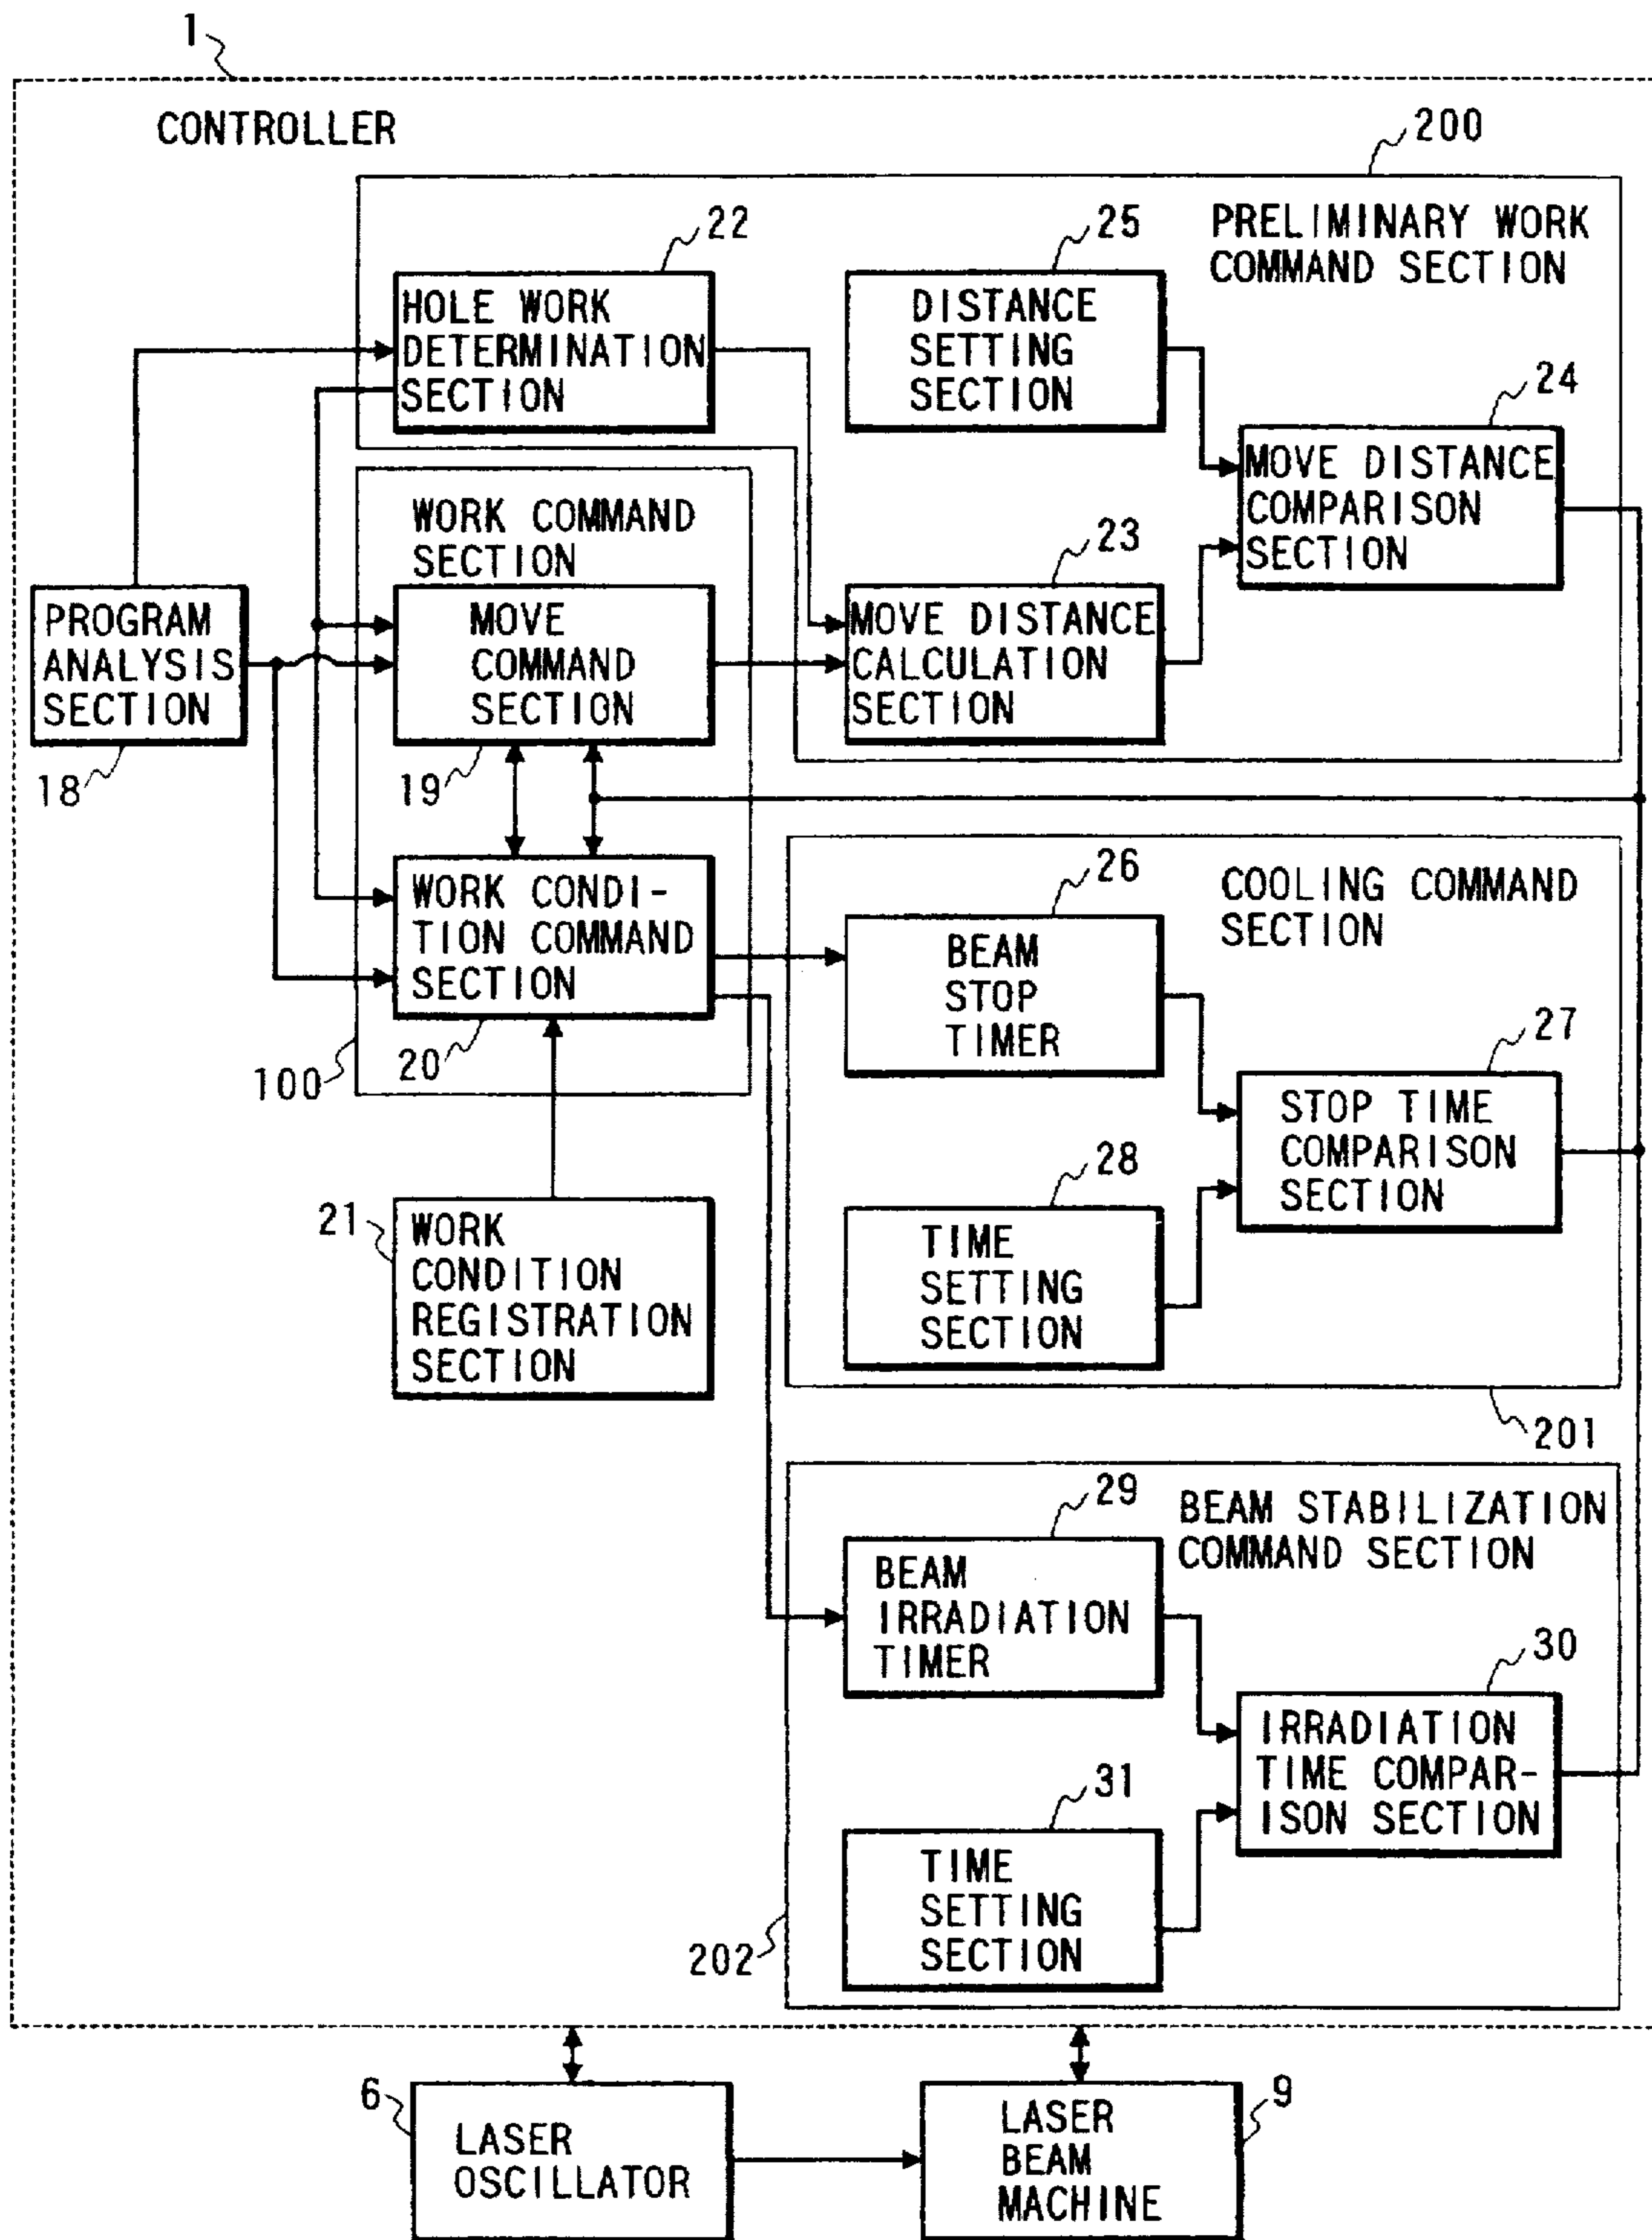 1
CONTROLLER
200
PRELIMINARY WORK
COMMAND SECTION
22
HOLE WORK
DETERMINATION
SECTION
25
DISTANCE
SETTING
SECTION
24
MOVE DISTANCE
COMPARISON
SECTION
WORK COMMAND
SECTION
23
MOVE DISTANCE
CALCULATION
SECTION
PROGRAM
ANALYSIS
SECTION
18
MOVE
COMMAND
SECTION
19
WORK CONDI-
TION COMMAND
SECTION
20
100
26
BEAM
STOP
TIMER
COOLING COMMAND
SECTION
27
STOP TIME
COMPARISON
SECTION
28
TIME
SETTING
SECTION
21
WORK
CONDITION
REGISTRATION
SECTION
201
29
BEAM
IRRADIATION
TIMER
BEAM STABILIZATION
COMMAND SECTION
30
IRRADIATION
TIME COMPAR-
ISON SECTION
31
TIME
SETTING
SECTION
202
6
LASER
OSCILLATOR
LASER
BEAM
MACHINE
9